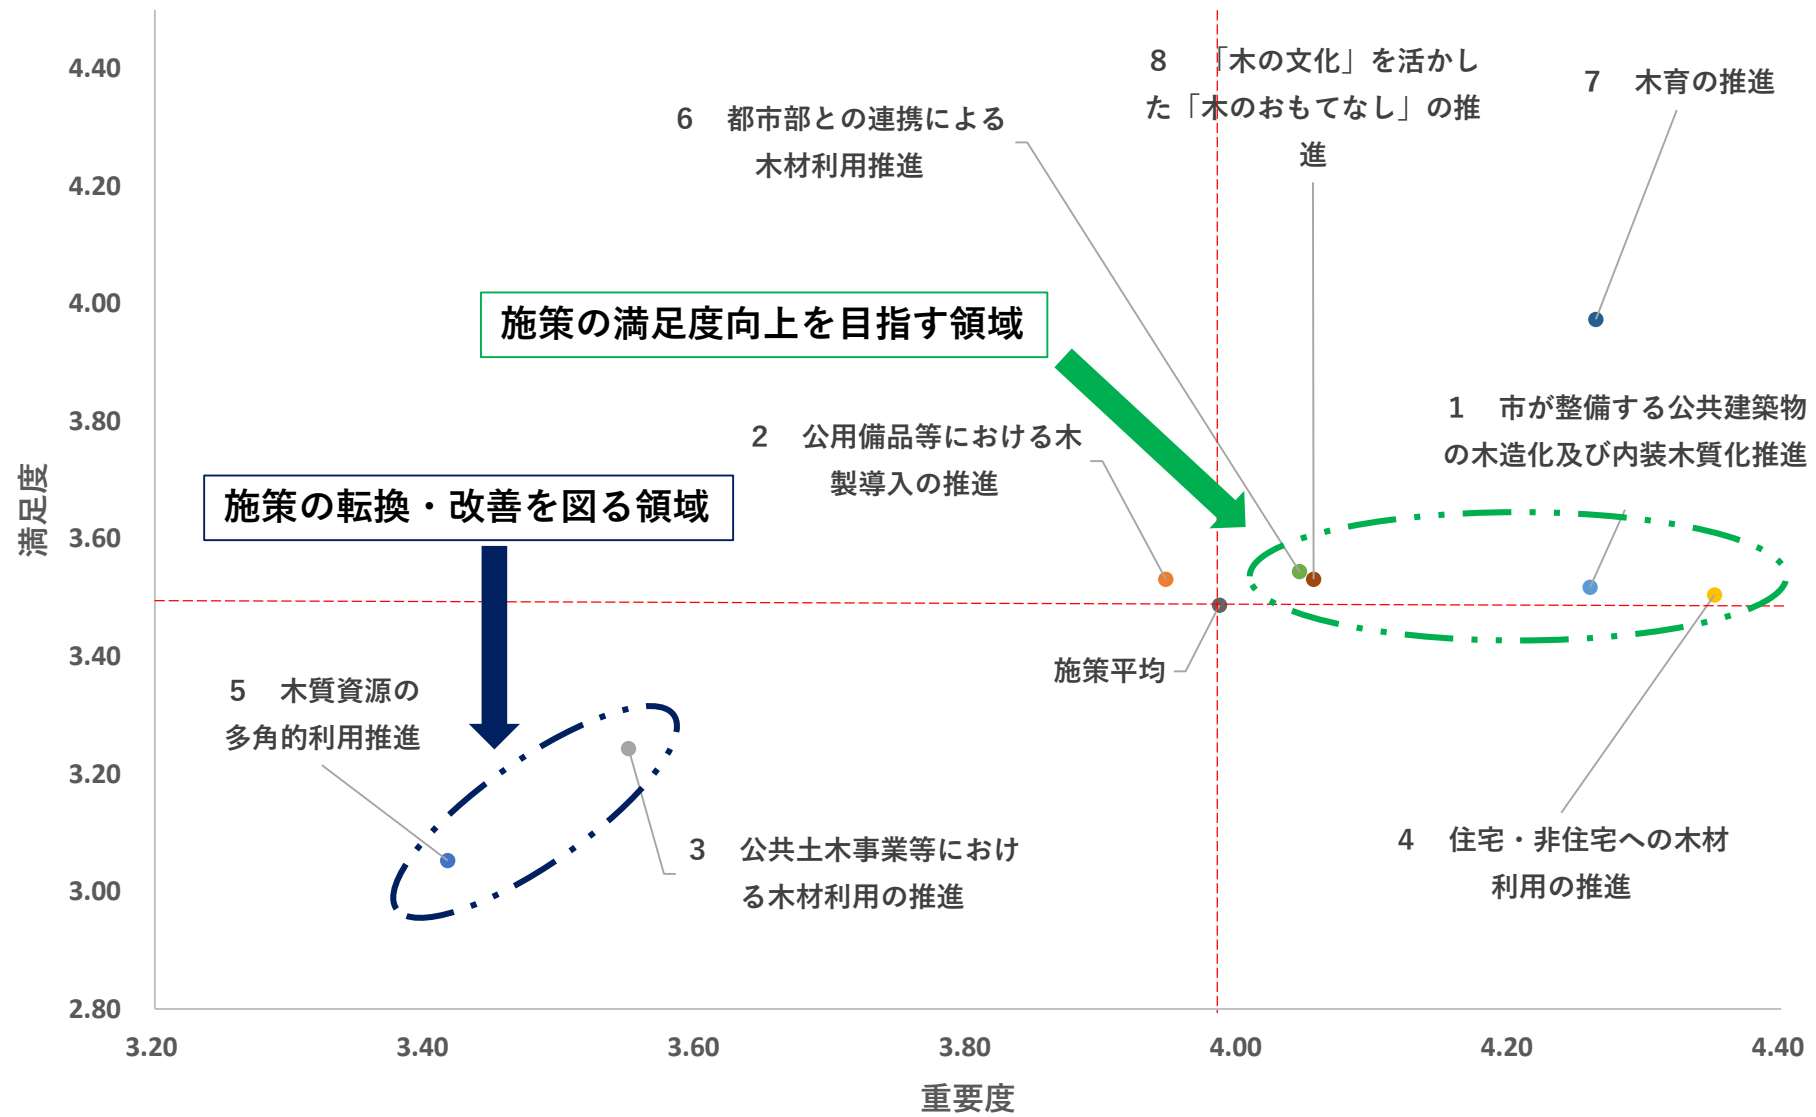 4.40
4.20
4.00
3.80
3.60
3.40
3.20
3.00
2.80
満足度
3.20
3.40
3.60
3.80
4.00
4.20
4.40
重要度
6　都市部との連携による
木材利用推進
8　「木の文化」を活かし
た「木のおもてなし」の推
進
7　木育の推進
施策の満足度向上を目指す領域
2　公用備品等における木
製導入の推進
1　市が整備する公共建築物
の木造化及び内装木質化推進
施策の転換・改善を図る領域
施策平均
5　木質資源の
多角的利用推進
3　公共土木事業等におけ
る木材利用の推進
4　住宅・非住宅への木材
利用の推進